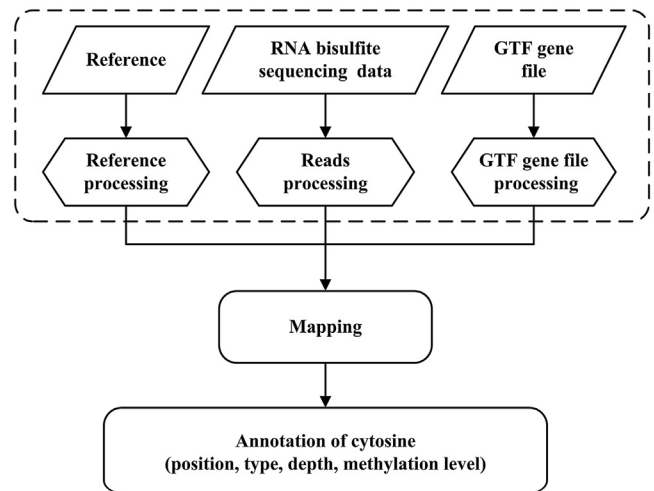 Reference
RNA bisulfite
sequencing data
GTF gene
file
Reference
processing
Reads
processing
GTF gene file
processing
Mapping
Annotation of cytosine
(position, type, depth, methylation level)